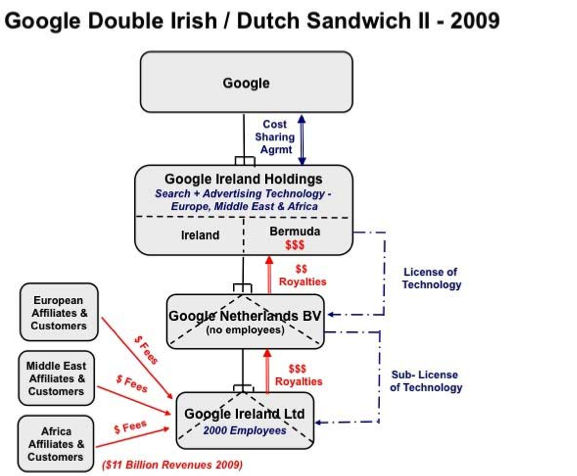 Google Double Irish / Dutch Sandwich II - 2009
Google
Cost
Sharing
Agrmt
Google Ireland Holdings
Search + Advertising Technology -
Europe, Middle East & Africa
Ireland
Bermuda
$$$
$$
Royalties
License of
Technology
Google Netherlands BV
(no employees)
European
Affiliates &
Customers
$ Fees
Middle East
Affiliates &
Customers
$ Fees
$$$
Royalties
Sub- License
of Technology
Google Ireland Ltd
2000 Employees
Africa
Affiliates &
Customers
$ Fees
($11 Billion Revenues 2009)